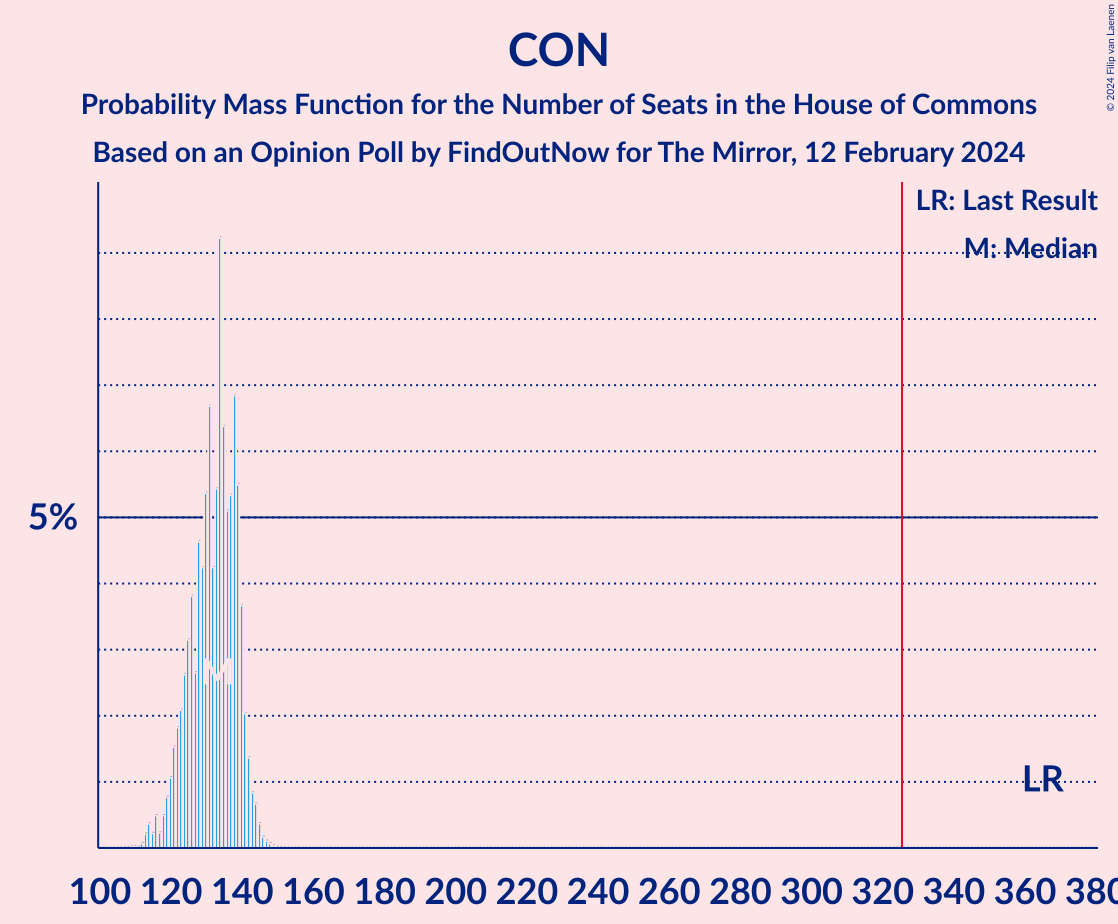 CON
Probability Mass Function for the Number of Seats in the House of Commons
Based on an Opinion Poll by FindOutNow for The Mirror, 12 February 2024
© 2024 Filip van Laenen
LR: Last Result
M: Median
5%
M
LR
100 120 140 160 180 200 220 240 260 280 300 320 340 360 380